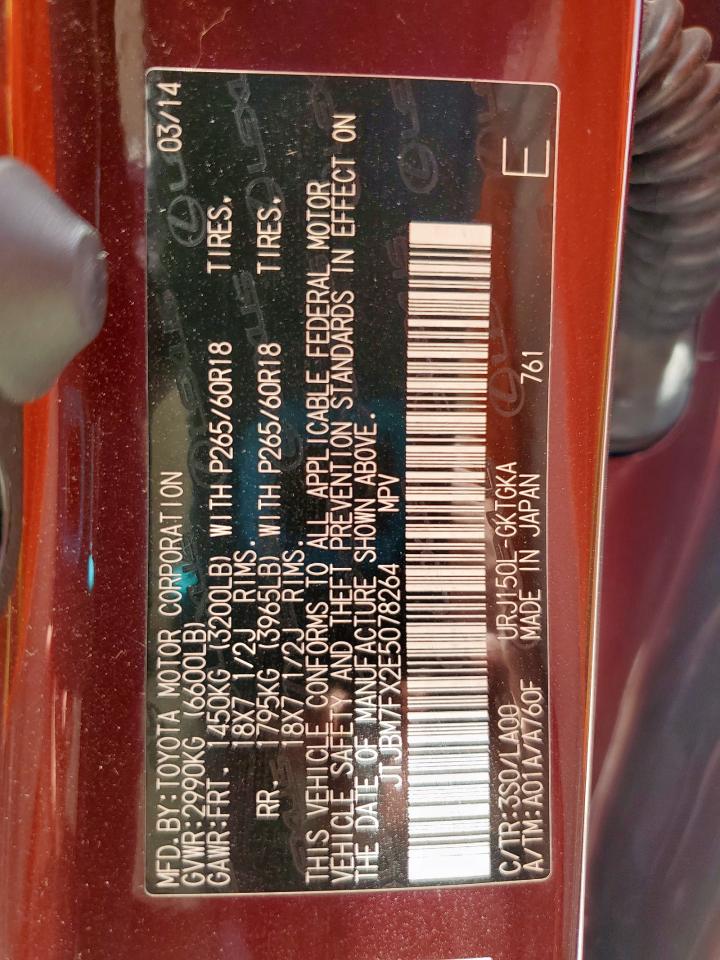 MFD.BY:TOYOTA MOTOR CORPORATION 03/14
GVWR:2990KG (6600LB)
GAWR:FRT. 1450KG (3200LB) WITH P265/60R18 TIRES.
18X7 1/2J RIMS.
RR. 1795KG (3965LB) WITH P265/60R18 TIRES.
18X7 1/2J RIMS.
THIS VEHICLE CONFORMS TO ALL APPLICABLE FEDERAL MOTOR
VEHICLE SAFETY AND THEFT PREVENTION STANDARDS IN EFFECT ON
THE DATE OF MANUFACTURE SHOWN ABOVE.
JTJBM7FX2E5078264 MPV
C/TR:3S0/LA00 URJ150L-GKTGKA E
A/TM:A01A/A760F MADE IN JAPAN 761